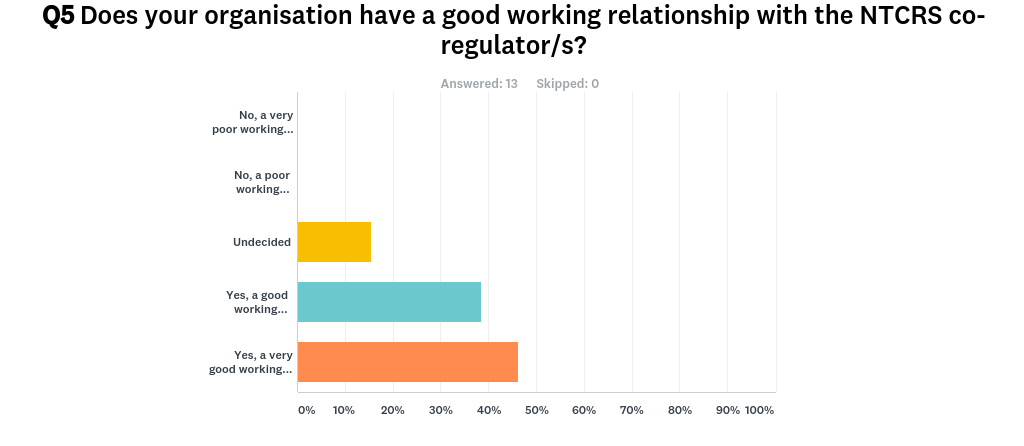 Q5 Does your organisation have a good working relationship with the NTCRS co-
regulator/s?
Answered: 13 Skipped: 0
No, a very
poor working...
No, a poor
working...
Undecided
Yes, a good
working...
Yes, a very
good working...
0% 10% 20% 30% 40% 50% 60% 70% 80% 90% 100%